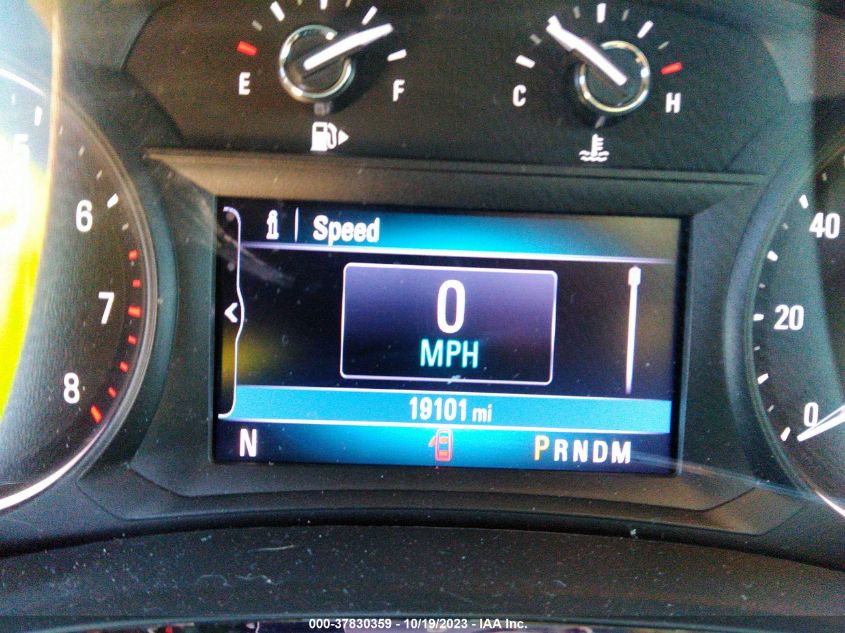 E F
C H
5
6
7
8
i Speed
0
MPH
19101 mi
N PRNDM
40
20
0
000-37830359 - 10/19/2023 - IAA Inc.